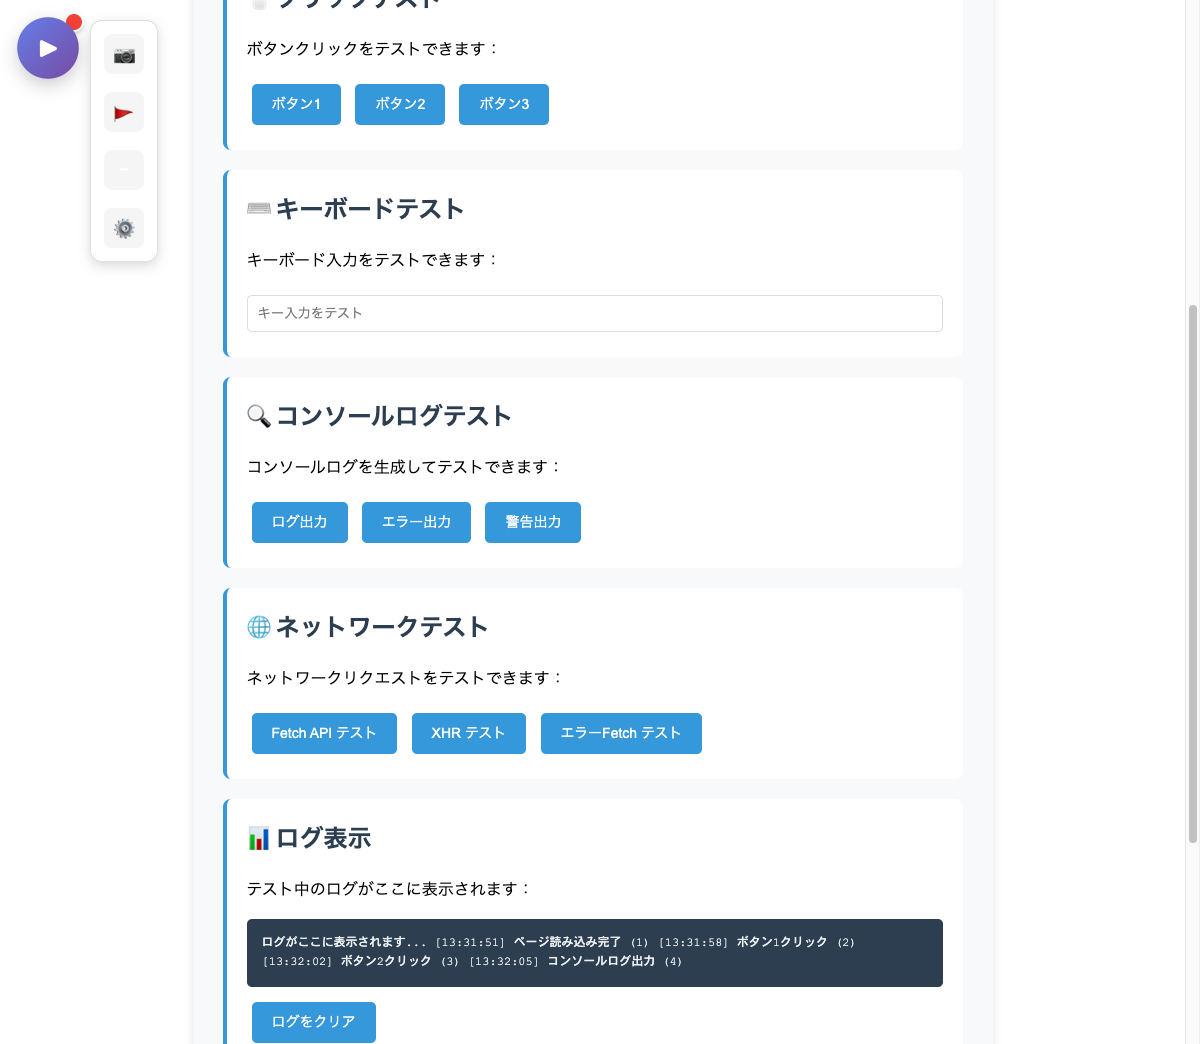 クリックテスト
ボタンクリックをテストできます：
ボタン1 ボタン2 ボタン3
キーボードテスト
キーボード入力をテストできます：
キー入力をテスト
コンソールログテスト
コンソールログを生成してテストできます：
ログ出力 エラー出力 警告出力
ネットワークテスト
ネットワークリクエストをテストできます：
Fetch API テスト XHR テスト エラーFetch テスト
ログ表示
テスト中のログがここに表示されます：
ログがここに表示されます... [13:31:51] ページ読み込み完了 (1) [13:31:58] ボタン1クリック (2)
[13:32:02] ボタン2クリック (3) [13:32:05] コンソールログ出力 (4)
ログをクリア